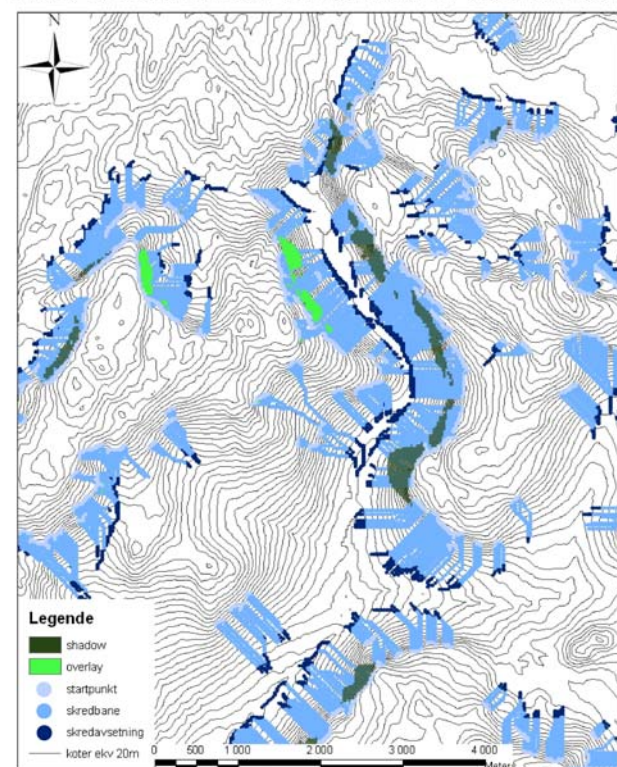 N
Legende
shadow
overlay
startpunkt
skredbane
skredavsetning
koter ekv 20m
0 500 1 000 2 000 3 000 4 000
Meters